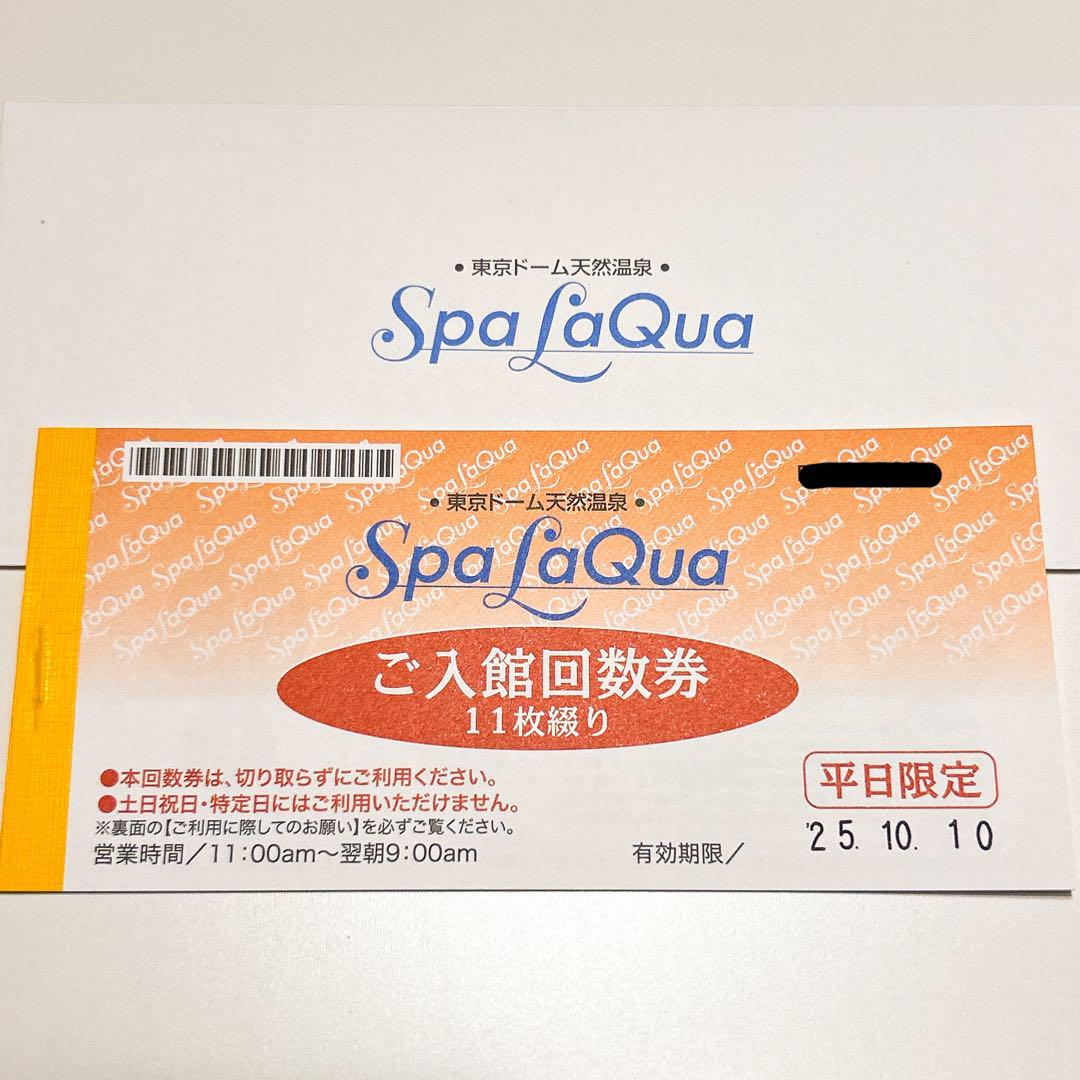 • 東京ドーム天然温泉 •
Spa LaQua
• 東京ドーム天然温泉 •
Spa LaQua
ご入館回数券
11枚綴り
●本回数券は、切り取らずにご利用ください。
●土日祝日・特定日にはご利用いただけません。
※裏面の【ご利用に際してのお願い】を必ずご覧ください。
営業時間／11:00am〜翌朝9:00am
平日限定
有効期限／ '25. 10. 10